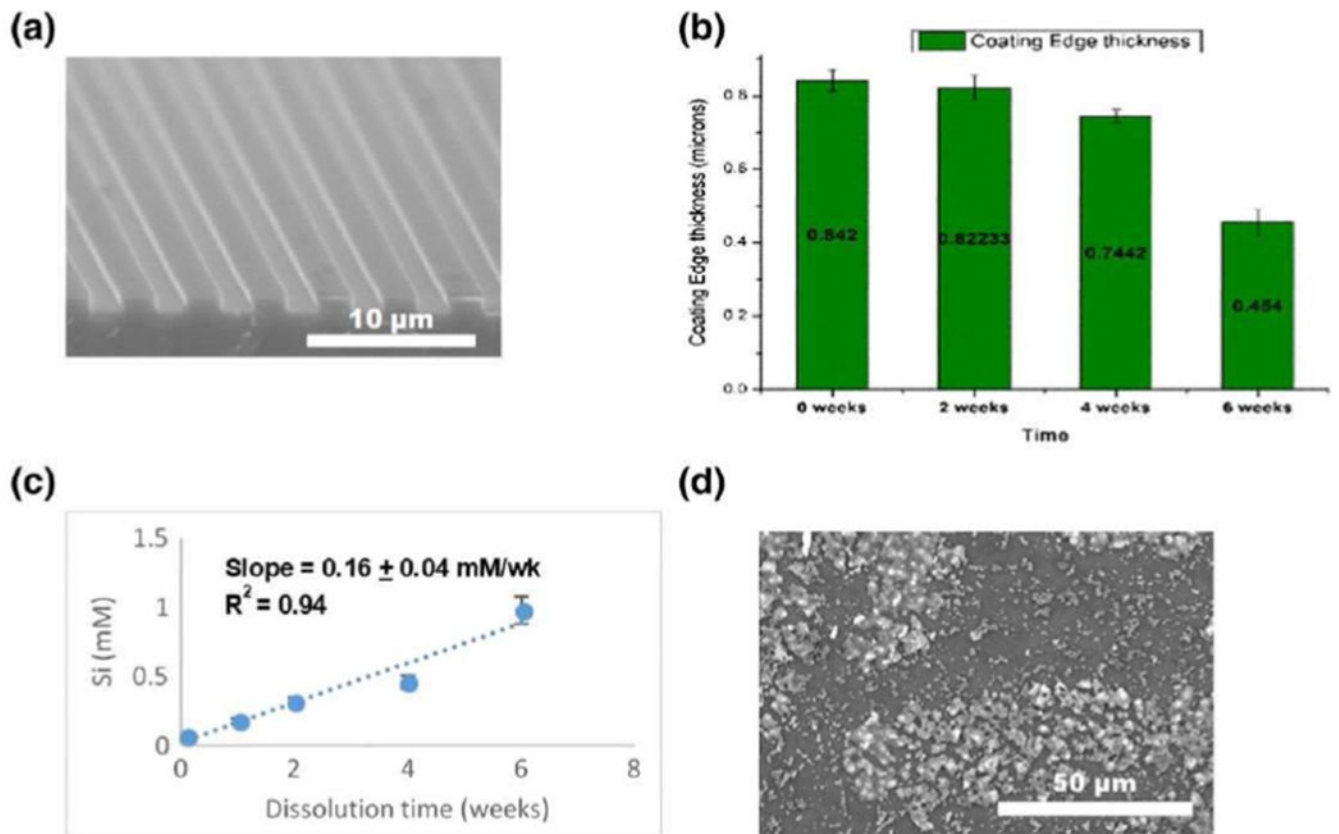 (a)
10 µm
(b)
Coating Edge thickness
Coating Edge thickness (microns)
0.8
0.6
0.4
0.2
0.0
0.842
0.82233
0.7442
0.454
0 weeks
2 weeks
4 weeks
6 weeks
Time
(c)
Si (mM)
1.5
1
0.5
0
Slope = 0.16 ± 0.04 mM/wk
R² = 0.94
0
2
4
6
8
Dissolution time (weeks)
(d)
50 µm